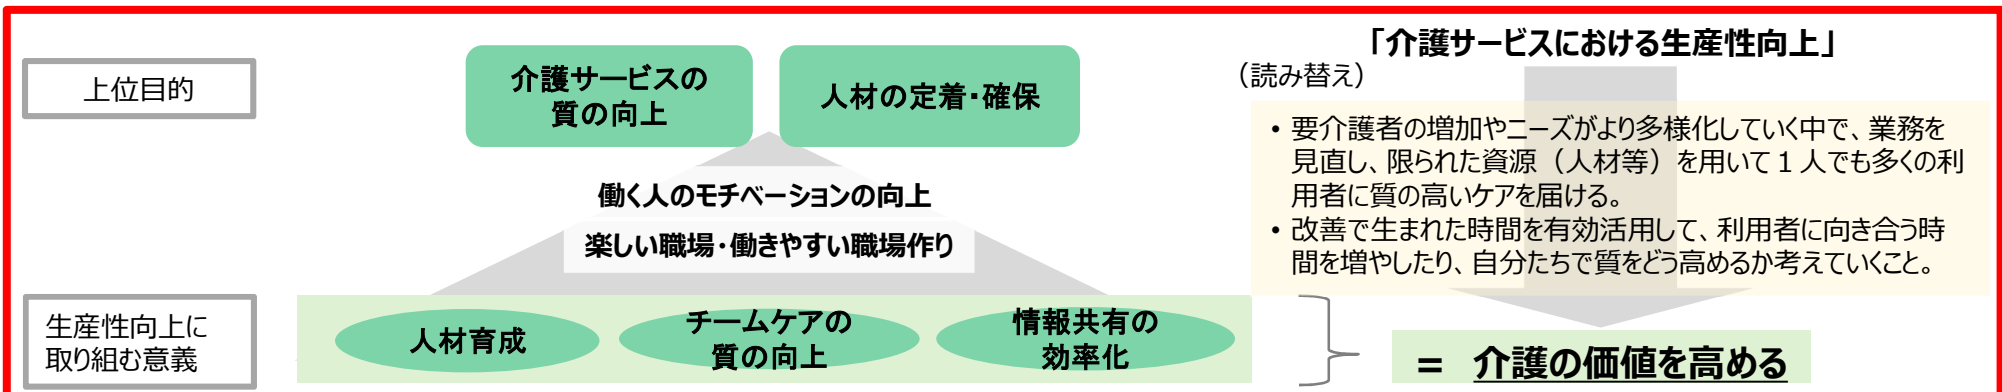 上位目的
介護サービスの
質の向上
人材の定着・確保
働く人のモチベーションの向上
楽しい職場・働きやすい職場作り
生産性向上に
取り組む意義
人材育成
チームケアの
質の向上
情報共有の
効率化
「介護サービスにおける生産性向上」
（読み替え）
• 要介護者の増加やニーズがより多様化していく中で、業務を
見直し、限られた資源（人材等）を用いて１人でも多くの利
用者に質の高いケアを届ける。
• 改善で生まれた時間を有効活用して、利用者に向き合う時
間を増やしたり、自分たちで質をどう高めるか考えていくこと。
= 介護の価値を高める